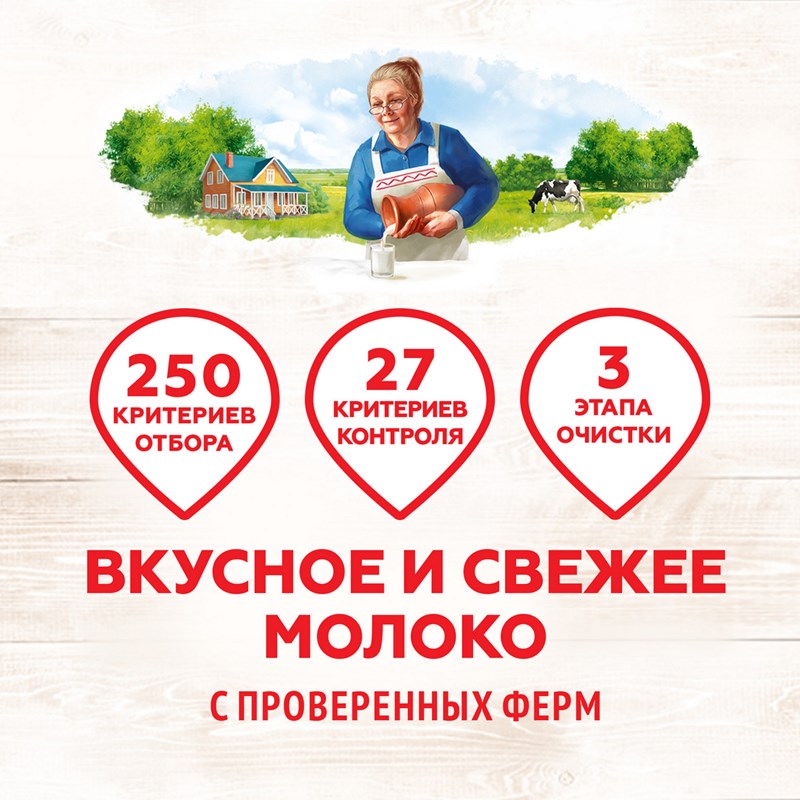 250
КРИТЕРИЕВ
ОТБОРА
27
КРИТЕРИЕВ
КОНТРОЛЯ
3
ЭТАПА
ОЧИСТКИ
ВКУСНОЕ И СВЕЖЕЕ
МОЛОКО
С ПРОВЕРЕННЫХ ФЕРМ